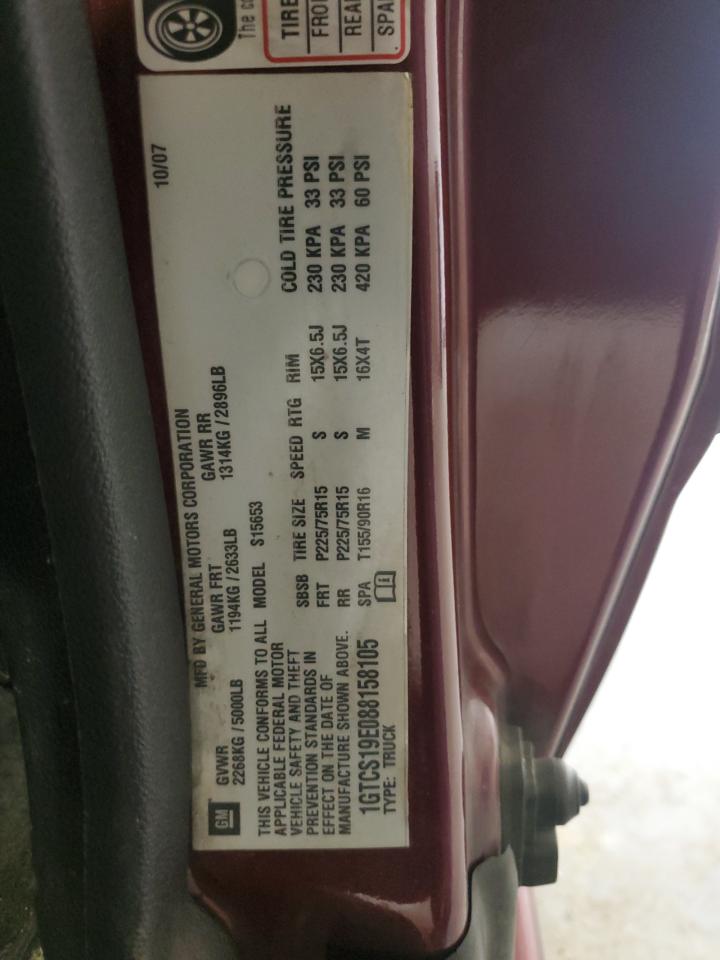 The
TIRE
FRO
REAR
SPAR
10/07
MFD BY GENERAL MOTORS CORPORATION
GVWR GAWR FRT GAWR RR
2268KG / 5000LB 1194KG / 2633LB 1314KG / 2896LB
GM
THIS VEHICLE CONFORMS TO ALL
APPLICABLE FEDERAL MOTOR
VEHICLE SAFETY AND THEFT
PREVENTION STANDARDS IN
EFFECT ON THE DATE OF
MANUFACTURE SHOWN ABOVE.
1GTCS19E088158105
TYPE: TRUCK
MODEL S15653
SBSB TIRE SIZE SPEED RTG RIM COLD TIRE PRESSURE
FRT P225/75R15 S 15X6.5J 230 KPA 33 PSI
RR P225/75R15 S 15X6.5J 230 KPA 33 PSI
SPA T155/90R16 M 16X4T 420 KPA 60 PSI